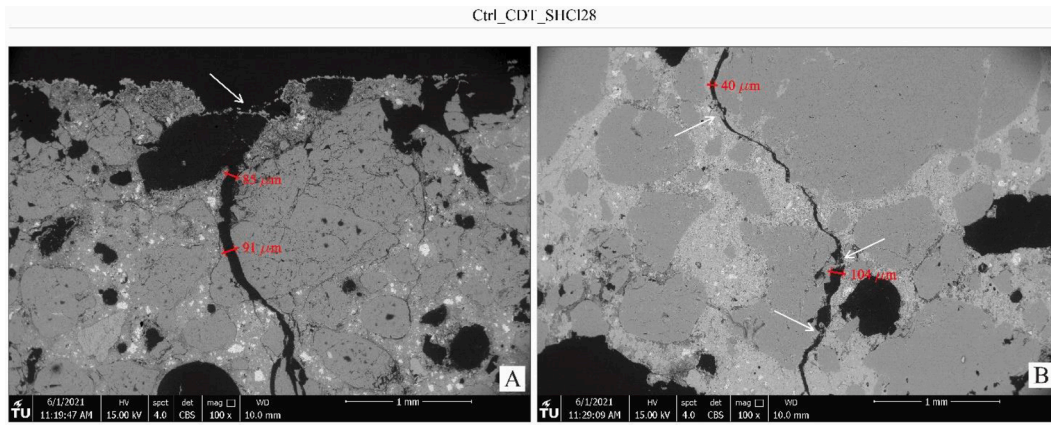 Ctrl_CDT_SHCl28
85 µm
91 µm
A
TU
6/1/2021
11:19:47 AM
HV
15.00 kV
spot
4.0
det
CBS
mag
100 x
WD
10.0 mm
1 mm
40 µm
104 µm
B
TU
6/1/2021
11:29:09 AM
HV
15.00 kV
spot
4.0
det
CBS
mag
100 x
WD
10.0 mm
1 mm